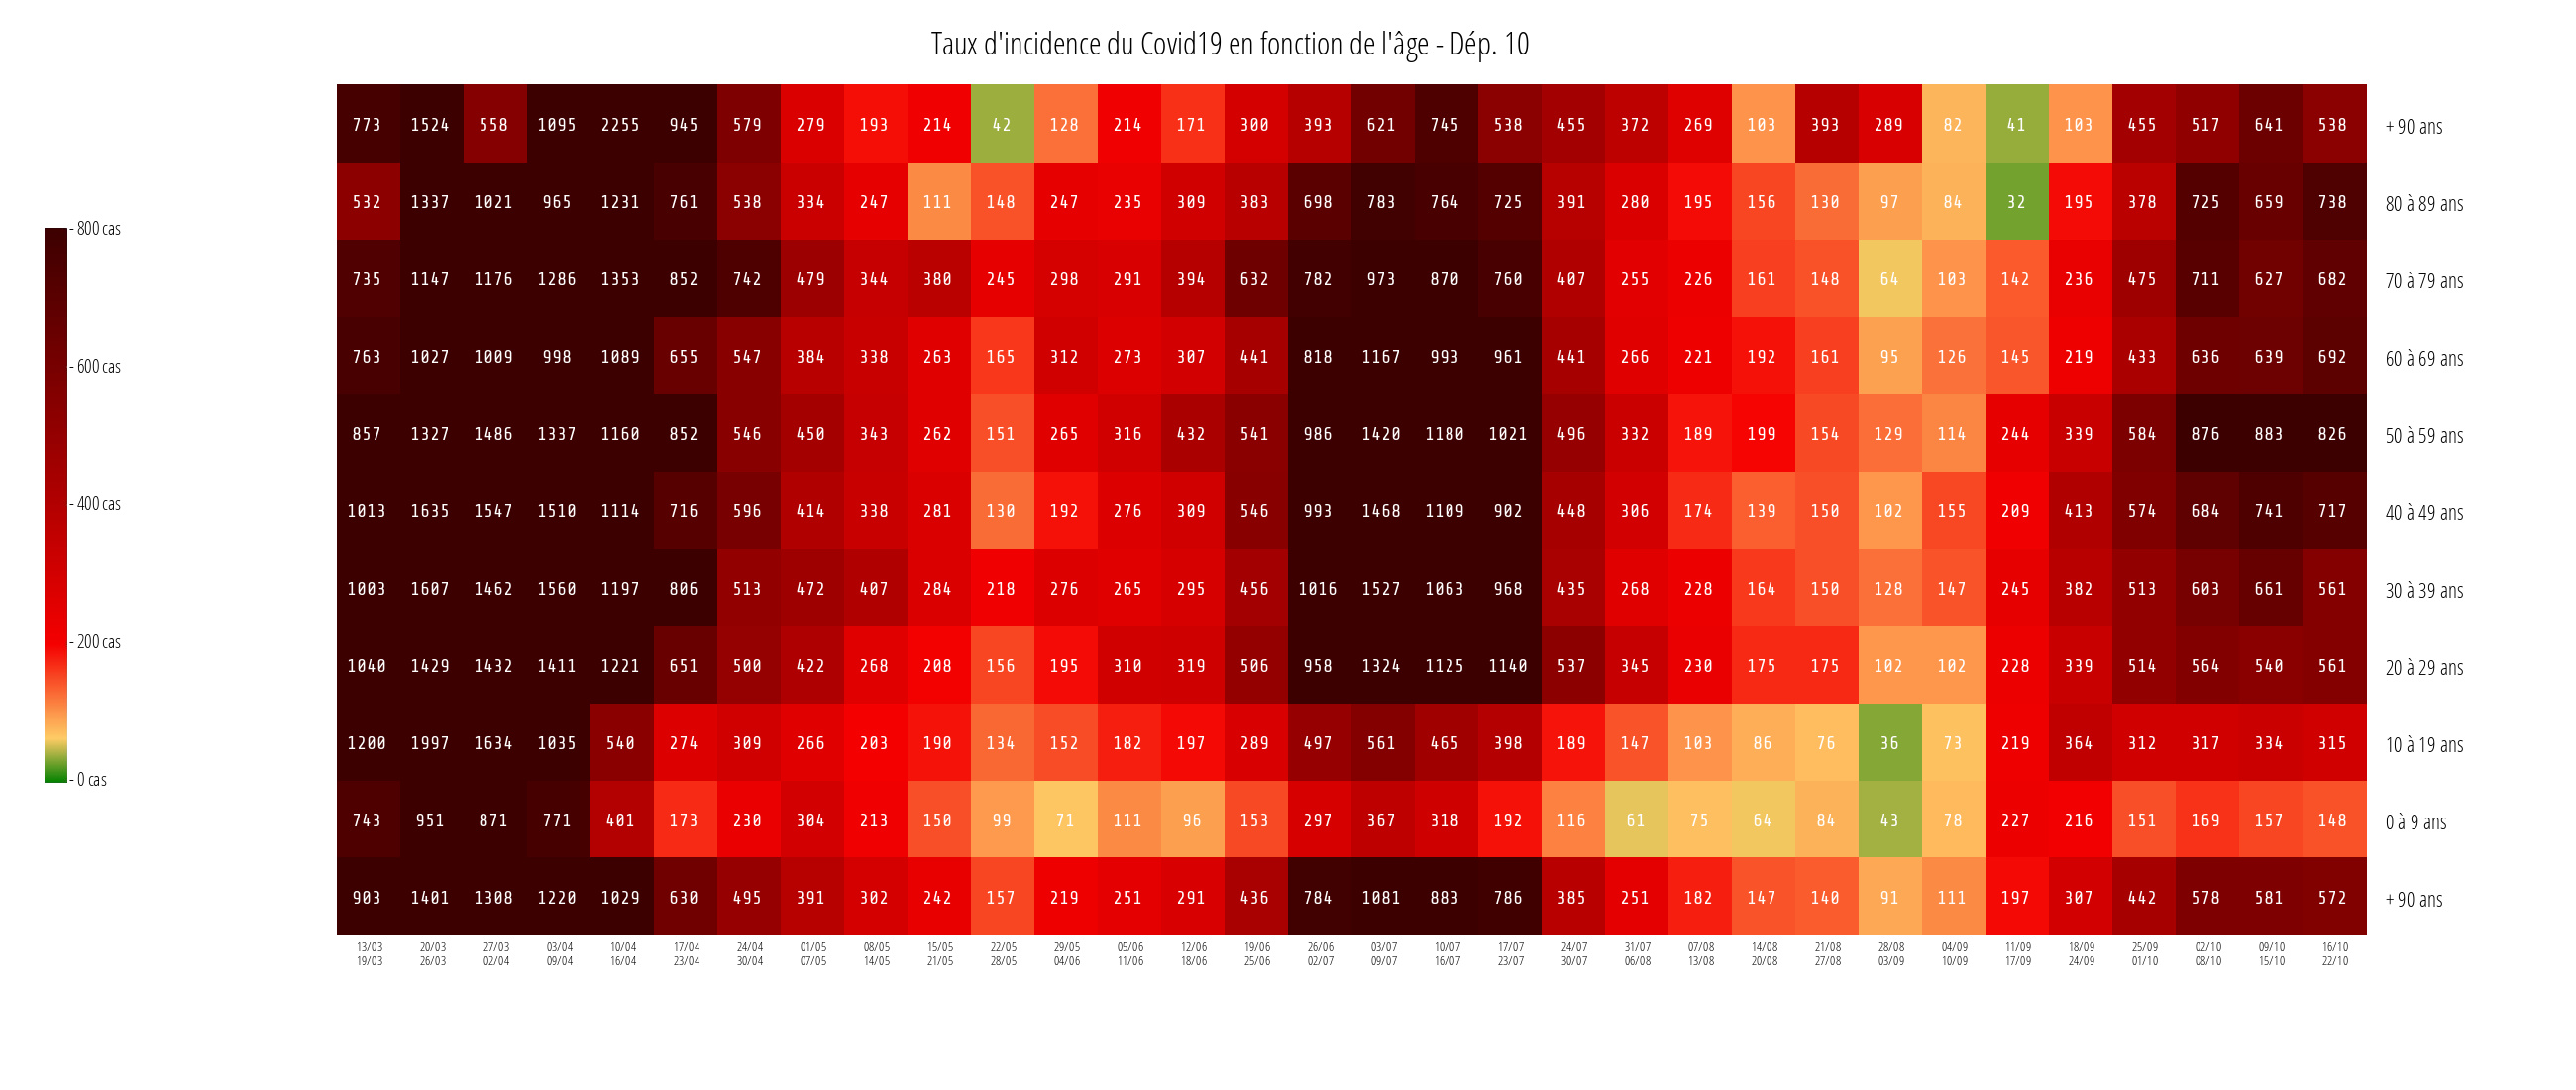 Taux d'incidence du Covid19 en fonction de l'âge - Dép. 10
773 1524 558 1095 2255 945 579 279 193 214 42 128 214 171 300 393 621 745 538 455 372 269 103 393 289 82 41 103 455 517 641 538 + 90 ans
532 1337 1021 965 1231 761 538 334 247 111 148 247 235 309 383 698 783 764 725 391 280 195 156 130 97 84 32 195 378 725 659 738 80 à 89 ans
735 1147 1176 1286 1353 852 742 479 344 380 245 298 291 394 632 782 973 870 760 407 255 226 161 148 64 103 142 236 475 711 627 682 70 à 79 ans
763 1027 1009 998 1089 655 547 384 338 263 165 312 273 307 441 818 1167 993 961 441 266 221 192 161 95 126 145 219 433 636 639 692 60 à 69 ans
857 1327 1486 1337 1160 852 546 450 343 262 151 265 316 432 541 986 1420 1180 1021 496 332 189 199 154 129 114 244 339 584 876 883 826 50 à 59 ans
1013 1635 1547 1510 1114 716 596 414 338 281 130 192 276 309 546 993 1468 1109 902 448 306 174 139 150 102 155 209 413 574 684 741 717 40 à 49 ans
1003 1607 1462 1560 1197 806 513 472 407 284 218 276 265 295 456 1016 1527 1063 968 435 268 228 164 150 128 147 245 382 513 603 661 561 30 à 39 ans
1040 1429 1432 1411 1221 651 500 422 268 208 156 195 310 319 506 958 1324 1125 1140 537 345 230 175 175 102 102 228 339 514 564 540 561 20 à 29 ans
1200 1997 1634 1035 540 274 309 266 203 190 134 152 182 197 289 497 561 465 398 189 147 103 86 76 36 73 219 364 312 317 334 315 10 à 19 ans
743 951 871 771 401 173 230 304 213 150 99 71 111 96 153 297 367 318 192 116 61 75 64 84 43 78 227 216 151 169 157 148 0 à 9 ans
903 1401 1308 1220 1029 630 495 391 302 242 157 219 251 291 436 784 1081 883 786 385 251 182 147 140 91 111 197 307 442 578 581 572 + 90 ans
13/03 20/03 27/03 03/04 10/04 17/04 24/04 01/05 08/05 15/05 22/05 29/05 05/06 12/06 19/06 26/06 03/07 10/07 17/07 24/07 31/07 07/08 14/08 21/08 28/08 04/09 11/09 18/09 25/09 02/10 09/10 16/10
19/03 26/03 02/04 09/04 16/04 23/04 30/04 07/05 14/05 21/05 28/05 04/06 11/06 18/06 25/06 02/07 09/07 16/07 23/07 30/07 06/08 13/08 20/08 27/08 03/09 10/09 17/09 24/09 01/10 08/10 15/10 22/10
- 800 cas
- 600 cas
- 400 cas
- 200 cas
- 0 cas